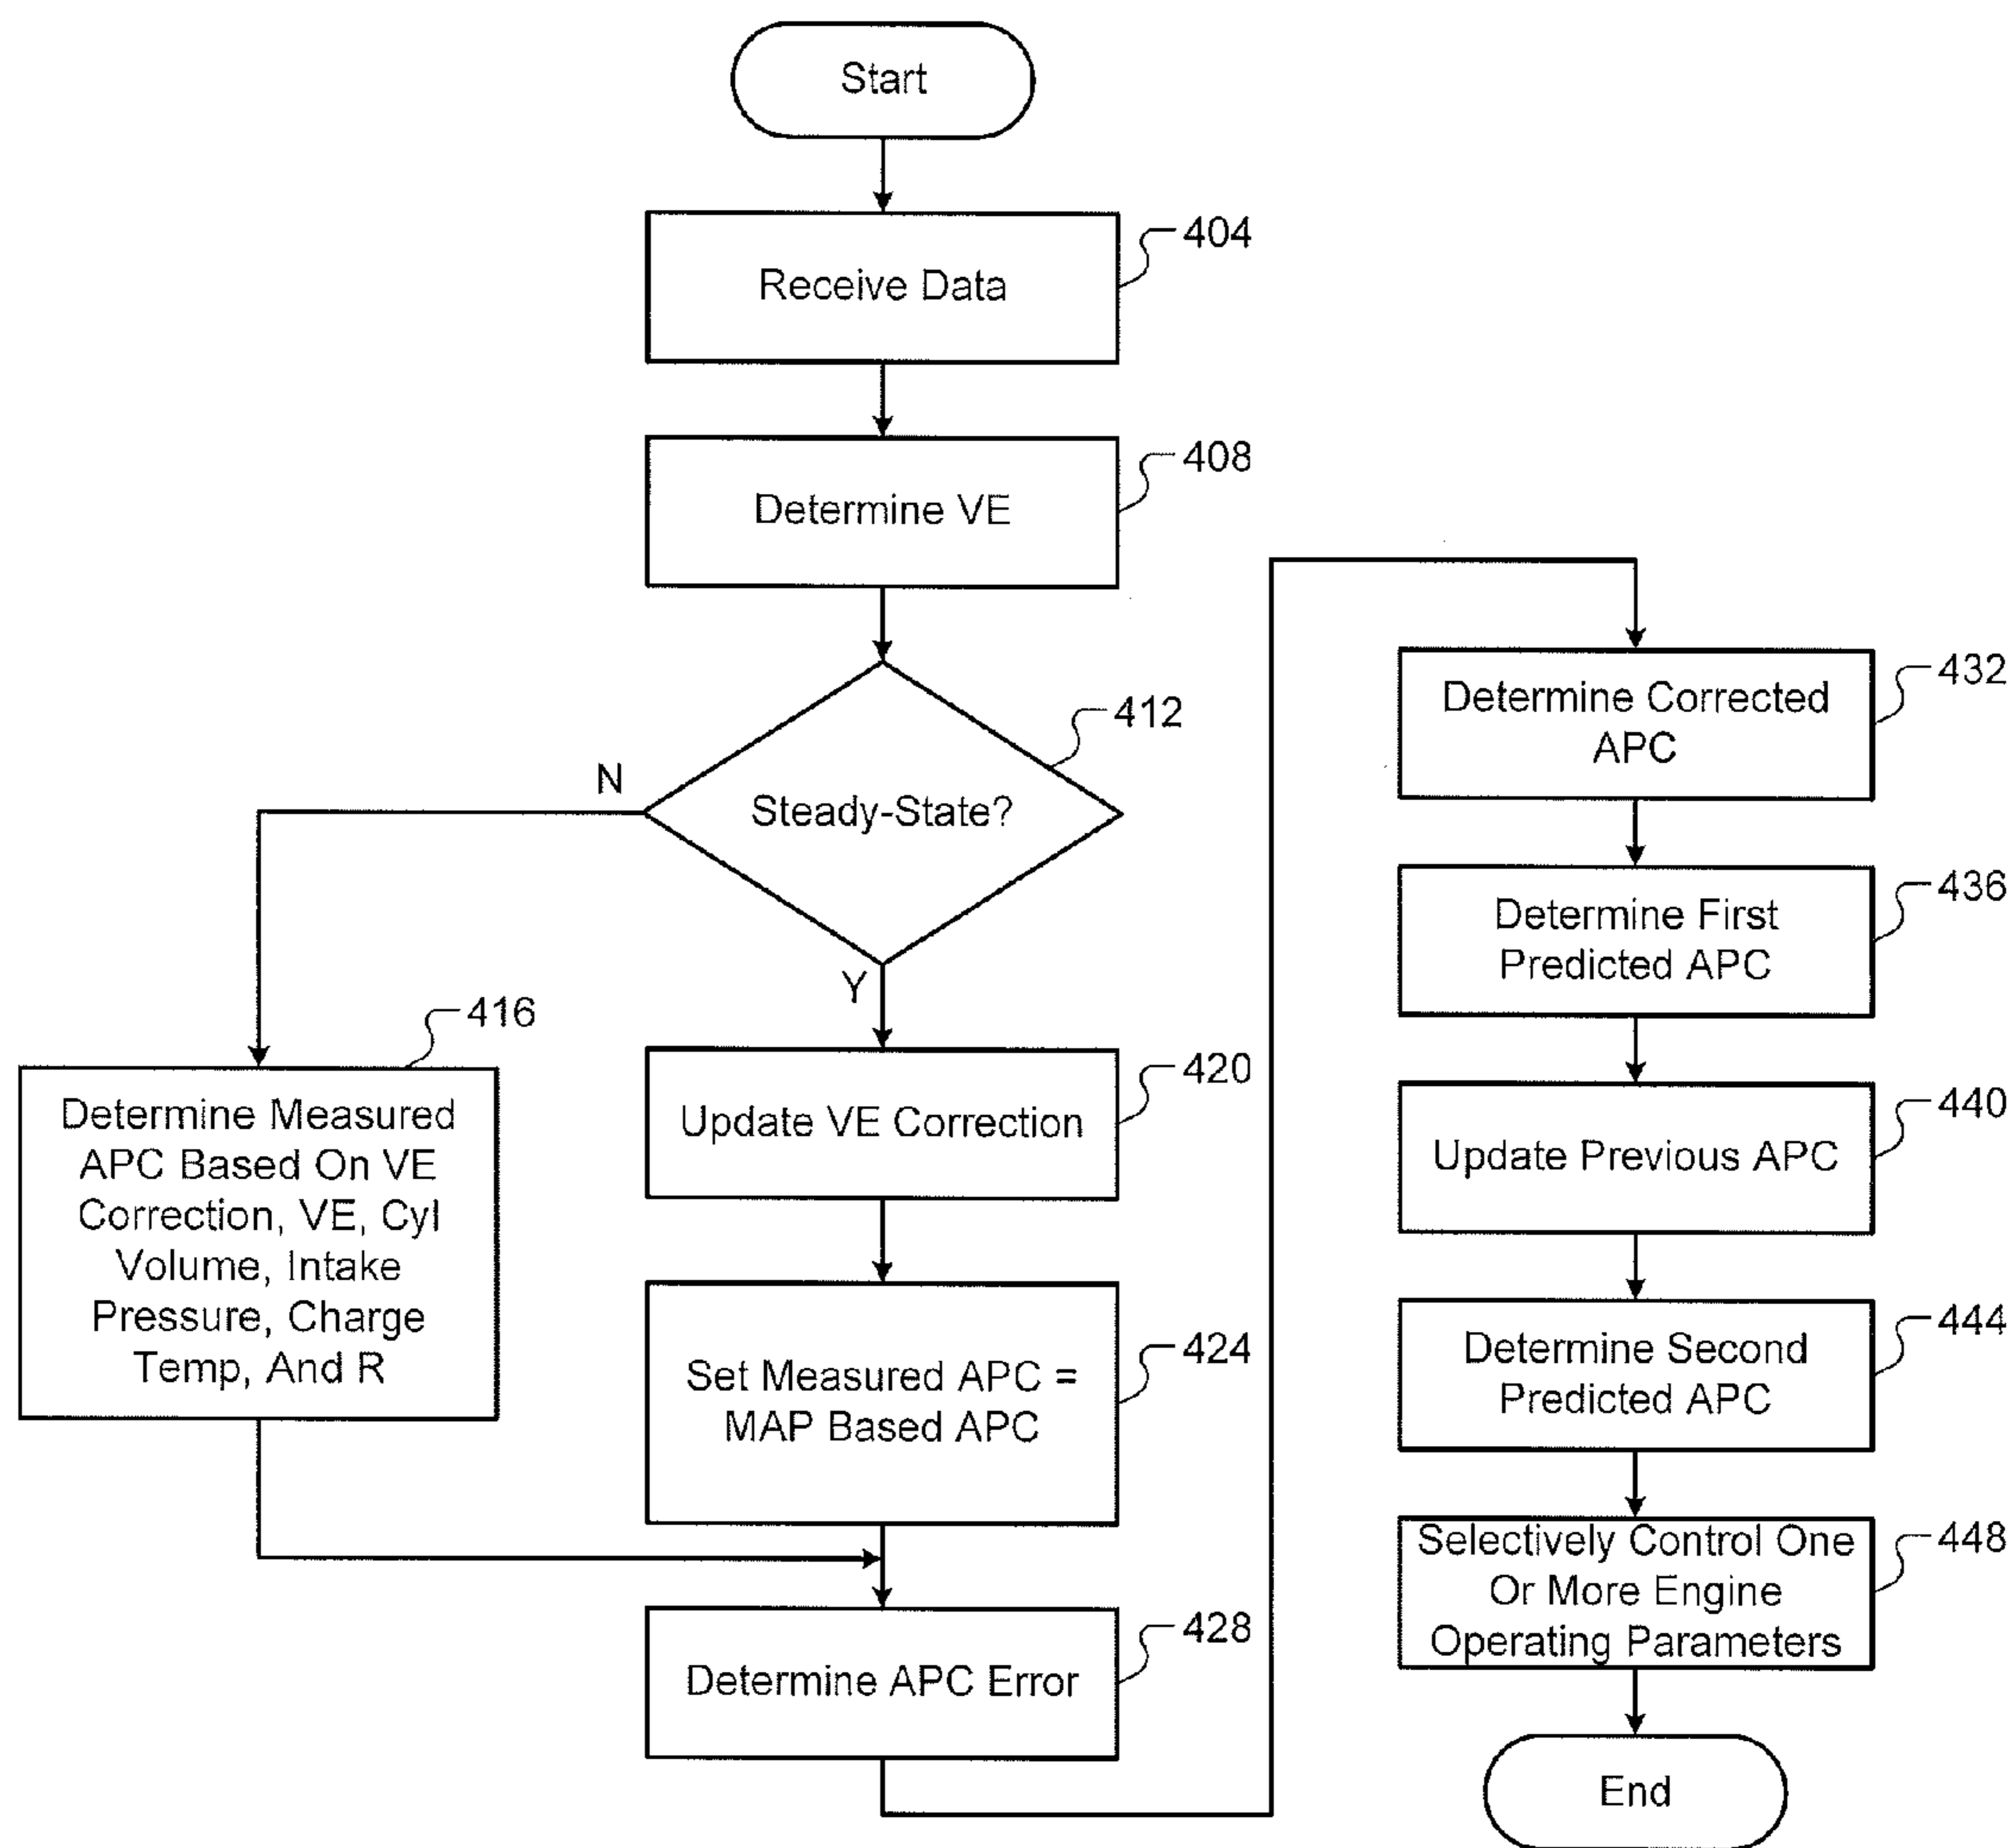 Start
Receive Data
404
Determine VE
408
Steady-State?
412
N
Y
Determine Measured
APC Based On VE
Correction, VE, Cyl
Volume, Intake
Pressure, Charge
Temp, And R
416
Update VE Correction
420
Set Measured APC =
MAP Based APC
424
Determine APC Error
428
Determine Corrected
APC
432
Determine First
Predicted APC
436
Update Previous APC
440
Determine Second
Predicted APC
444
Selectively Control One
Or More Engine
Operating Parameters
448
End